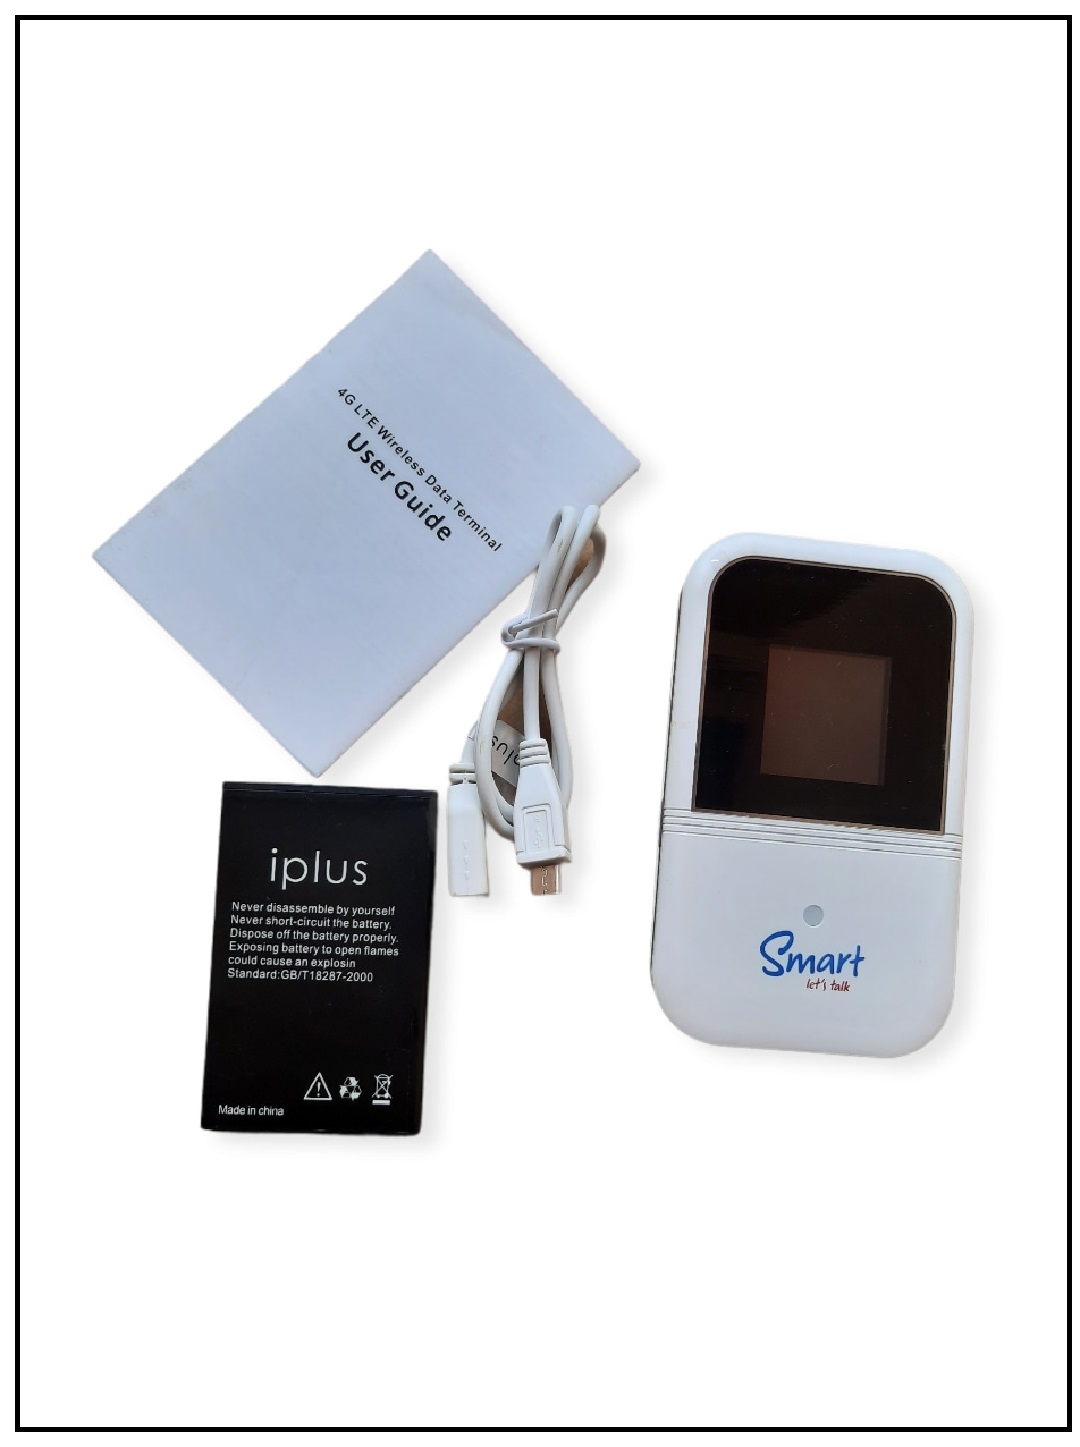 4G LTE Wireless Data Terminal
User Guide
iplus
Never disassemble by yourself
Never short-circuit the battery.
Dispose off the battery properly.
Exposing battery to open flames
could cause an explosin
Standard:GB/T18287-2000
Made in china
iplus
Smart
let's talk